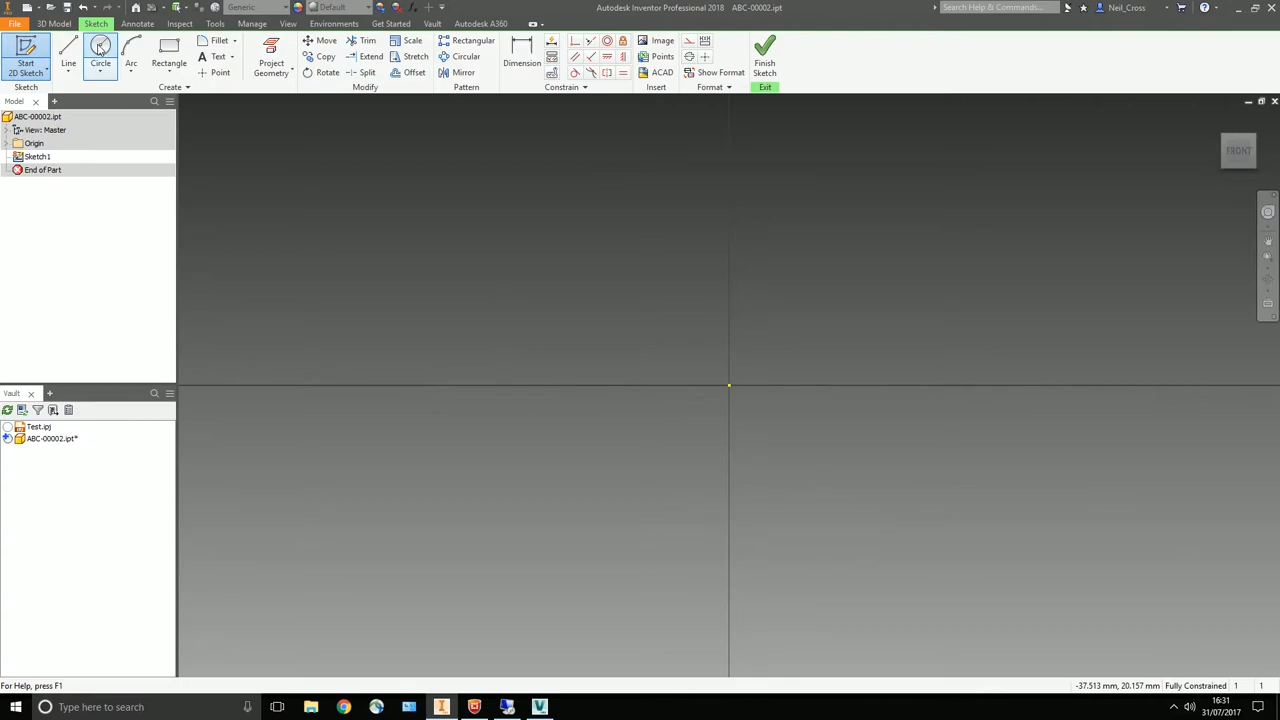 Generic
Default
Autodesk Inventor Professional 2018 ABC-00002.ipt
Search Help & Commands...
Neil_Cross
File 3D Model Sketch Annotate Inspect Tools Manage View Environments Get Started Vault Autodesk A360
Start
2D Sketch
Line
Circle
Arc
Rectangle
Fillet
Text
Point
Project
Geometry
Move
Copy
Rotate
Trim
Extend
Split
Scale
Stretch
Offset
Rectangular
Circular
Mirror
Dimension
Image
Points
ACAD
Show Format
Finish
Sketch
Sketch Create Modify Pattern Constrain Insert Format Exit
Model
ABC-00002.ipt
View: Master
Origin
Sketch1
End of Part
FRONT
Vault
Test.ipj
ABC-00002.ipt*
For Help, press F1
-37.513 mm, 20.157 mm Fully Constrained 1 1
Type here to search
16:31
31/07/2017